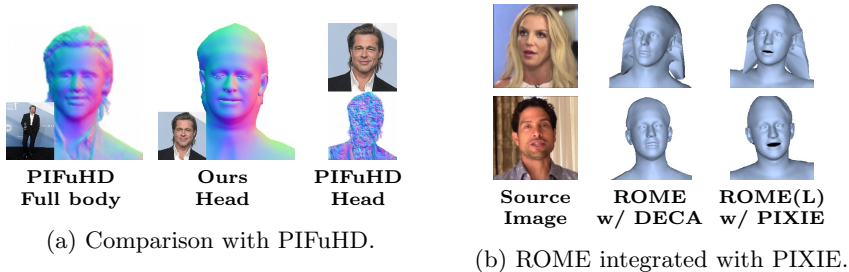 PIFuHD
Full body
Ours
Head
PIFuHD
Head
(a) Comparison with PIFuHD.
Source
Image
ROME
w/ DECA
ROME(L)
w/ PIXIE
(b) ROME integrated with PIXIE.